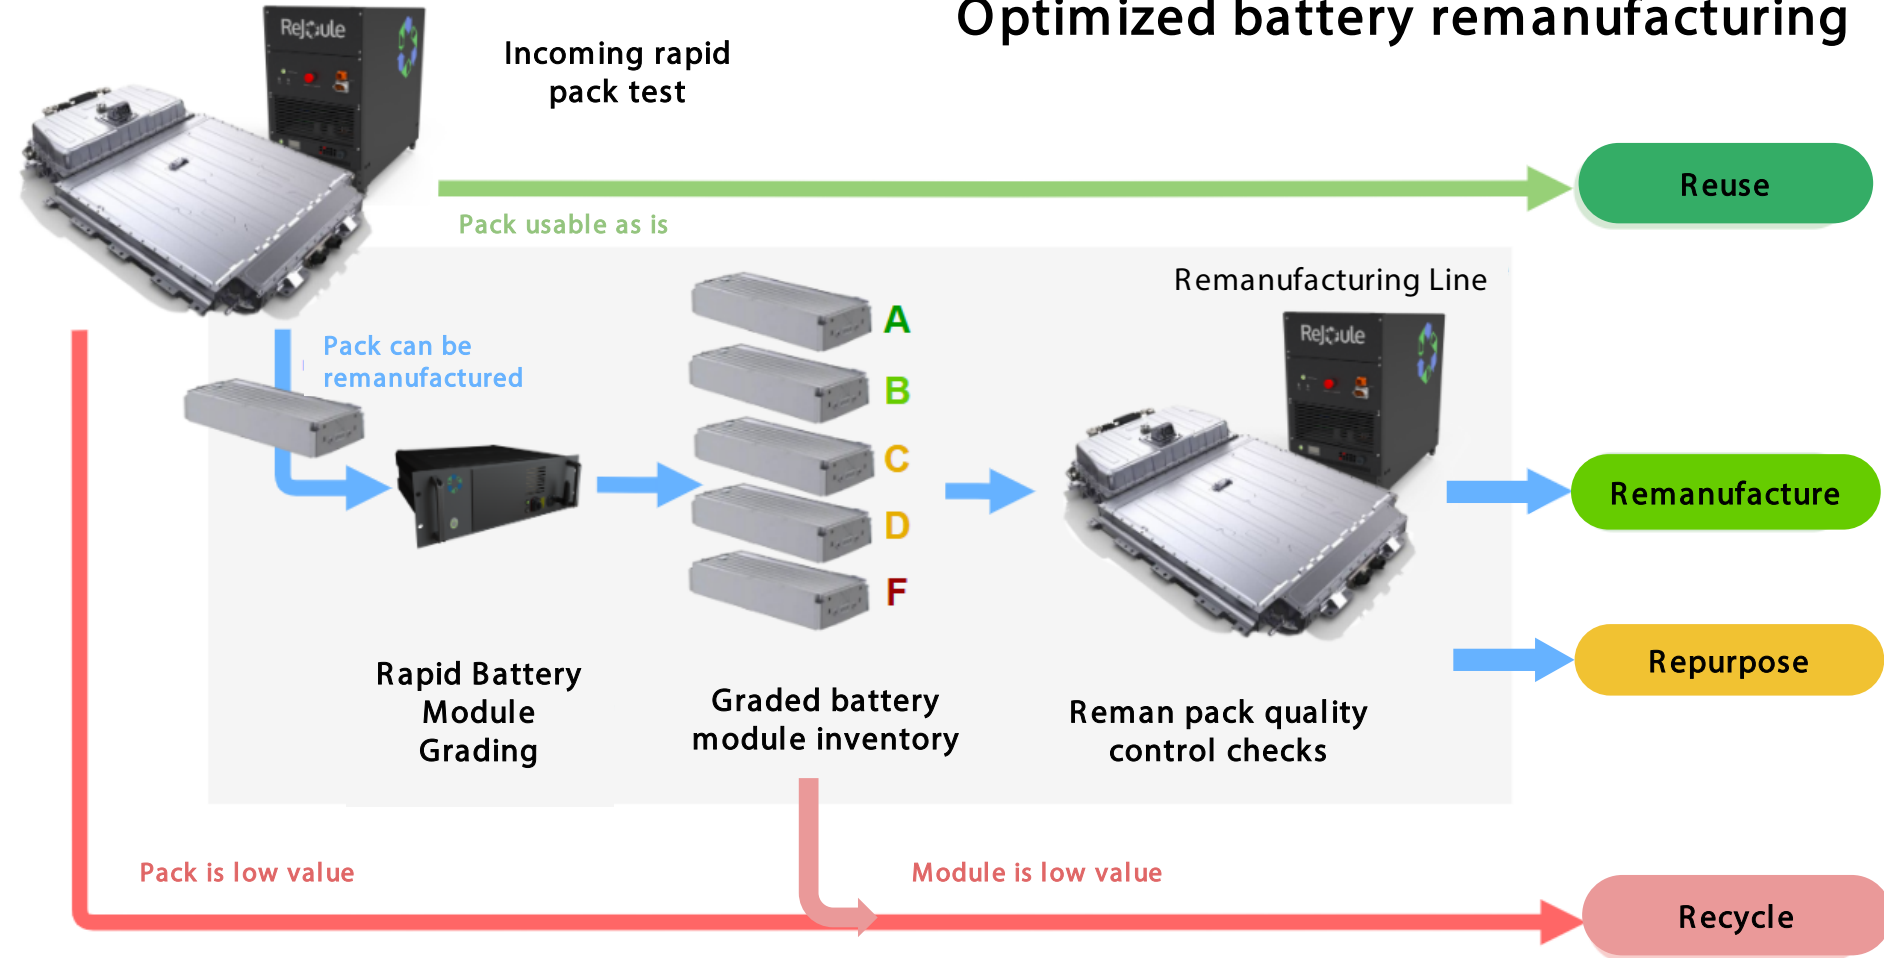 Optimized battery remanufacturing
ReJoule
Incoming rapid
pack test
Pack usable as is
Reuse
Remanufacturing Line
Pack can be
remanufactured
A
B
C
D
F
ReJoule
Remanufacture
Repurpose
Rapid Battery
Module
Grading
Graded battery
module inventory
Reman pack quality
control checks
Pack is low value
Module is low value
Recycle